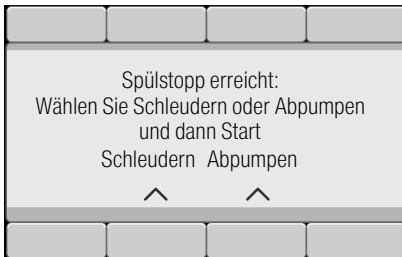 Spülstopp erreicht:
Wählen Sie Schleudern oder Abpumpen
und dann Start
Schleudern Abpumpen